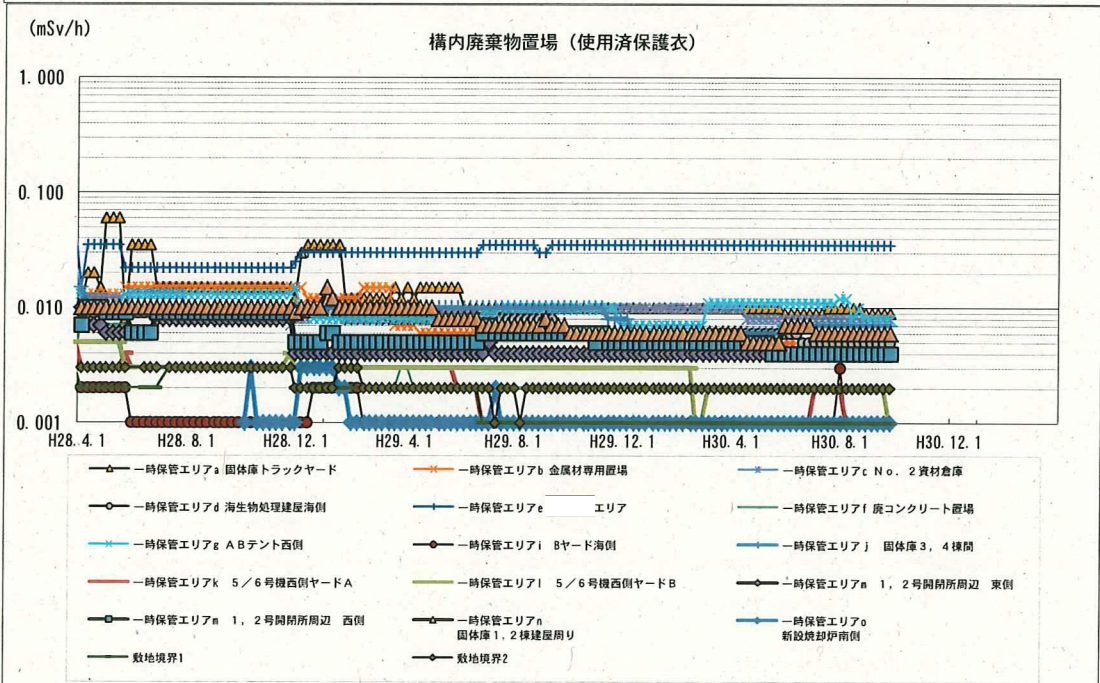 (mSv/h)
構内廃棄物置場（使用済保護衣）
1.000
0.100
0.010
0.001
H28.4.1 H28.8.1 H28.12.1 H29.4.1 H29.8.1 H29.12.1 H30.4.1 H30.8.1 H30.12.1
一時保管エリアa 固体庫トラックヤード 一時保管エリアb 金属材専用置場 一時保管エリアc No.2資材倉庫
一時保管エリアd 海生物処理建屋海側 一時保管エリアe エリア 一時保管エリアf 廃コンクリート置場
一時保管エリアg ABテント西側 一時保管エリアi Bヤード海側 一時保管エリアj 固体庫3,4棟間
一時保管エリアk 5／6号機西側ヤードA 一時保管エリアl 5／6号機西側ヤードB 一時保管エリアm 1,2号開閉所周辺 東側
一時保管エリアm 1,2号開閉所周辺 西側 一時保管エリアn 一時保管エリアo
固体庫1,2棟建屋周り 新設焼却炉南側
敷地境界1 敷地境界2